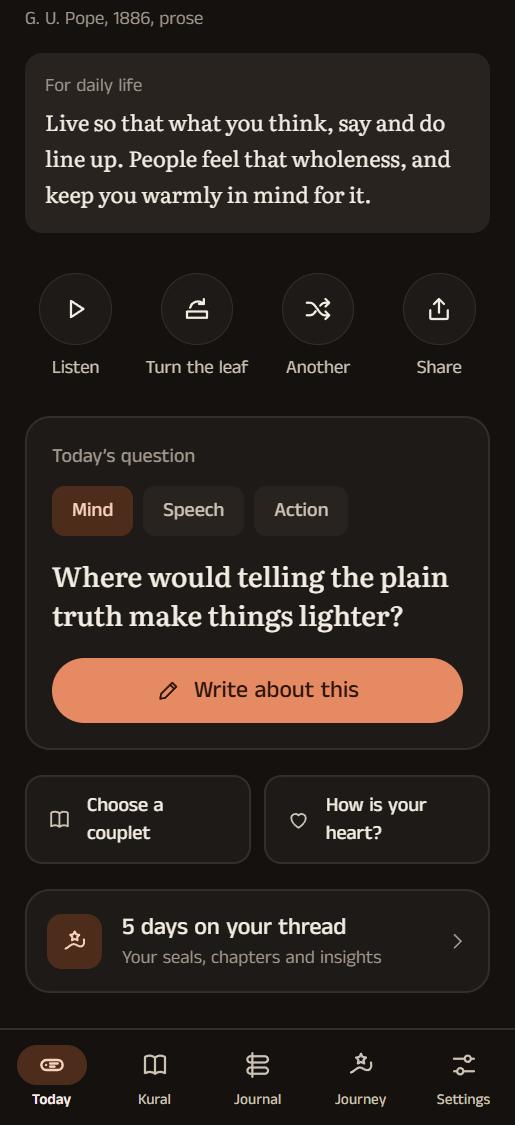 G. U. Pope, 1886, prose
For daily life
Live so that what you think, say and do
line up. People feel that wholeness, and
keep you warmly in mind for it.
Listen
Turn the leaf
Another
Share
Today’s question
Mind
Speech
Action
Where would telling the plain
truth make things lighter?
Write about this
Choose a
couplet
How is your
heart?
5 days on your thread
Your seals, chapters and insights
Today
Kural
Journal
Journey
Settings